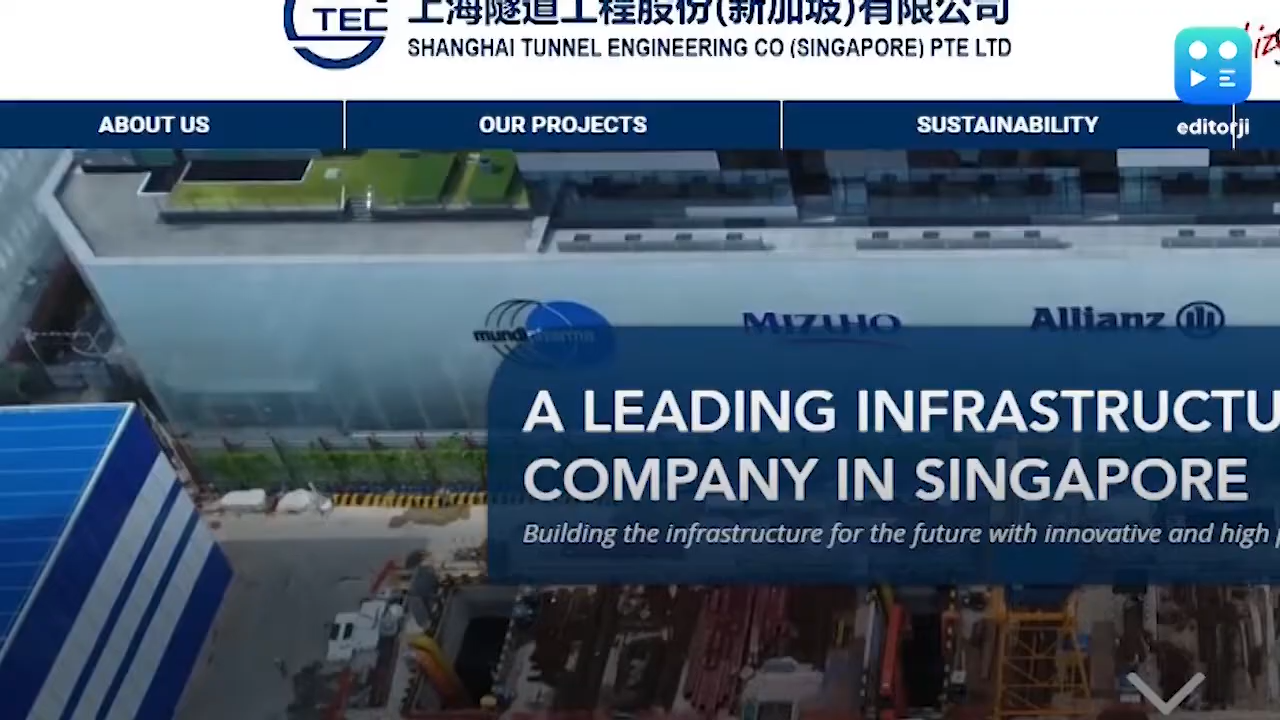 上海隧道工程股份(新加坡)有限公司
TEC
SHANGHAI TUNNEL ENGINEERING CO (SINGAPORE) PTE LTD
editorji
ABOUT US
OUR PROJECTS
SUSTAINABILITY
mundipharma
MIZUHO
Allianz
A LEADING INFRASTRUCTU
COMPANY IN SINGAPORE
Building the infrastructure for the future with innovative and high